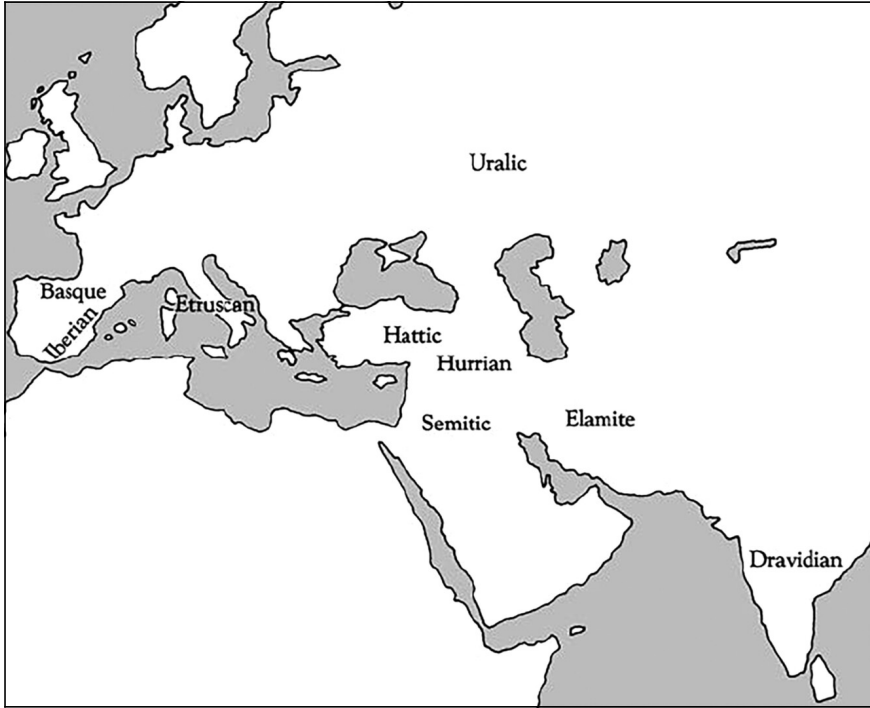 Uralic
Basque
Iberian
Etruscan
Hattic
Hurrian
Semitic
Elamite
Dravidian